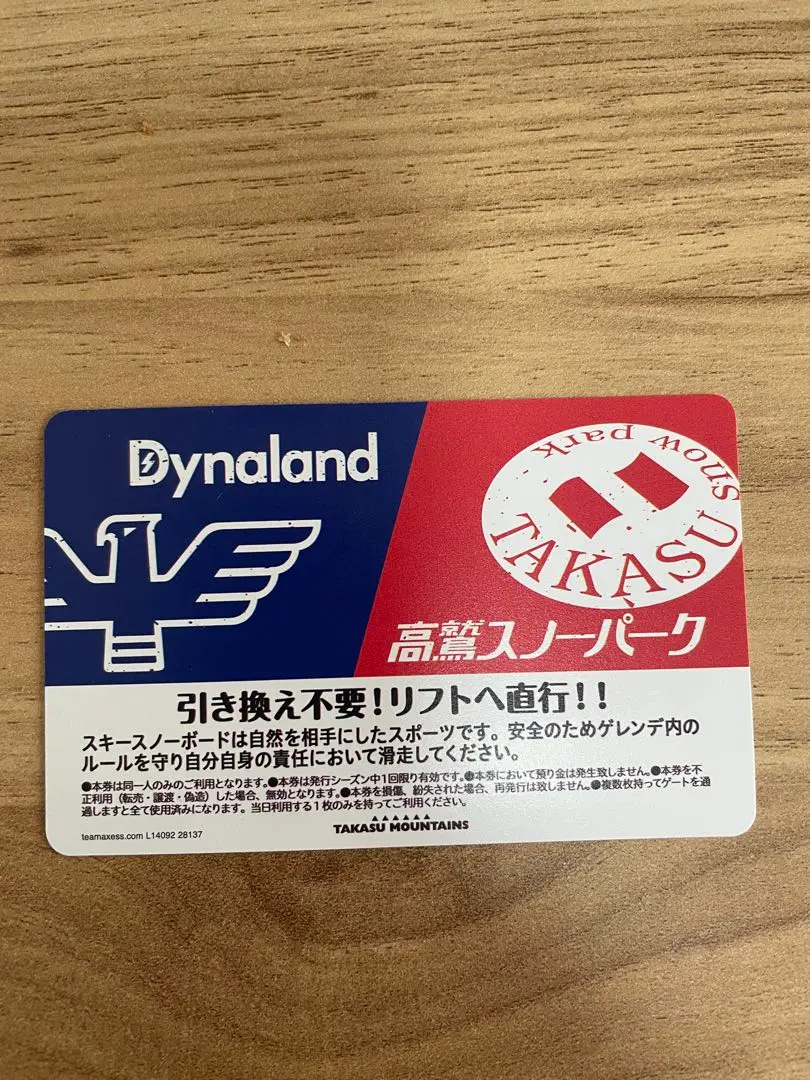 Dynaland
snow park
TAKASU
高鷲スノーパーク
引き換え不要!リフトへ直行!!
スキースノーボードは自然を相手にしたスポーツです。安全のためゲレンデ内の
ルールを守り自分自身の責任において滑走してください。
●本券は同一人のみのご利用となります。●本券は発行シーズン中1回限り有効です。●本券において預り金は発生致しません。●本券を不
正利用（転売・譲渡・偽造）した場合、無効となります。●本券を損傷、紛失された場合、再発行は致しません。●複数枚持ってゲートを通
過しますと全て使用済みになります。当日利用する1枚のみを持ってご利用ください。
teamaxess.com L14092 28137
TAKASU MOUNTAINS